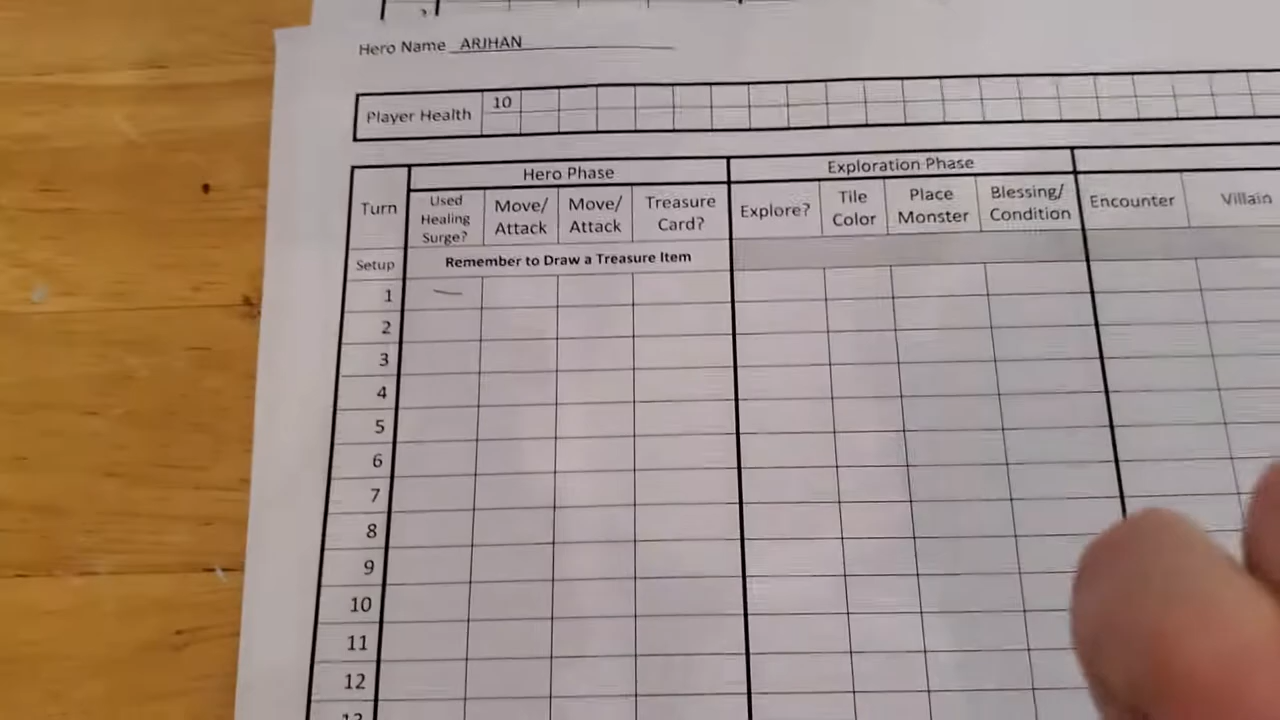 Hero Name ARJHAN
Player Health 10
Hero Phase Exploration Phase
Turn Used Healing Surge? Move/ Attack Move/ Attack Treasure Card? Explore? Tile Color Place Monster Blessing/ Condition Encounter Villain
Setup Remember to Draw a Treasure Item
1
2
3
4
5
6
7
8
9
10
11
12
13